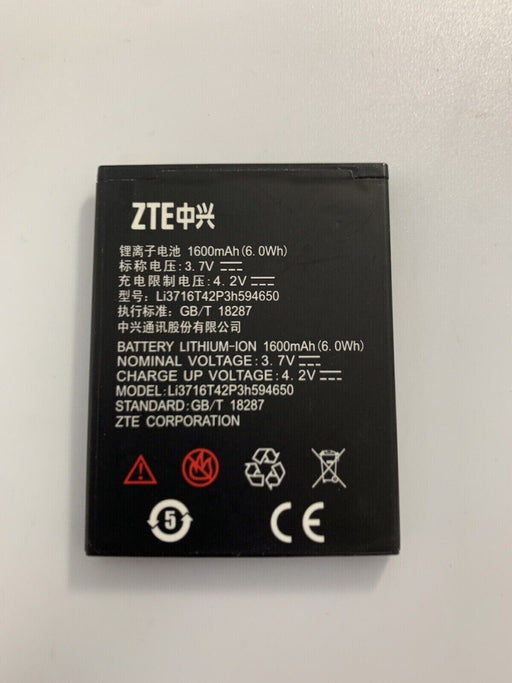 ZTE中兴
锂离子电池 1600mAh(6.0Wh)
标称电压:3.7V
充电限制电压:4.2V
型号: Li3716T42P3h594650
执行标准: GB/T 18287
中兴通讯股份有限公司
BATTERY LITHIUM-ION 1600mAh(6.0Wh)
NOMINAL VOLTAGE:3.7V
CHARGE UP VOLTAGE:4.2V
MODEL:Li3716T42P3h594650
STANDARD:GB/T 18287
ZTE CORPORATION
5 CE